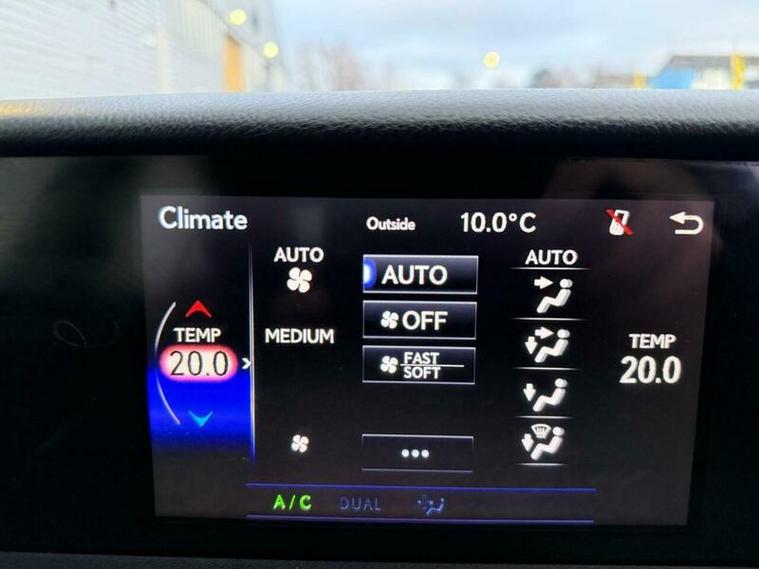 Climate
Outside 10.0°C
AUTO
MEDIUM
AUTO
OFF
FAST
SOFT
•••
AUTO
TEMP
20.0
TEMP
20.0
A/C DUAL